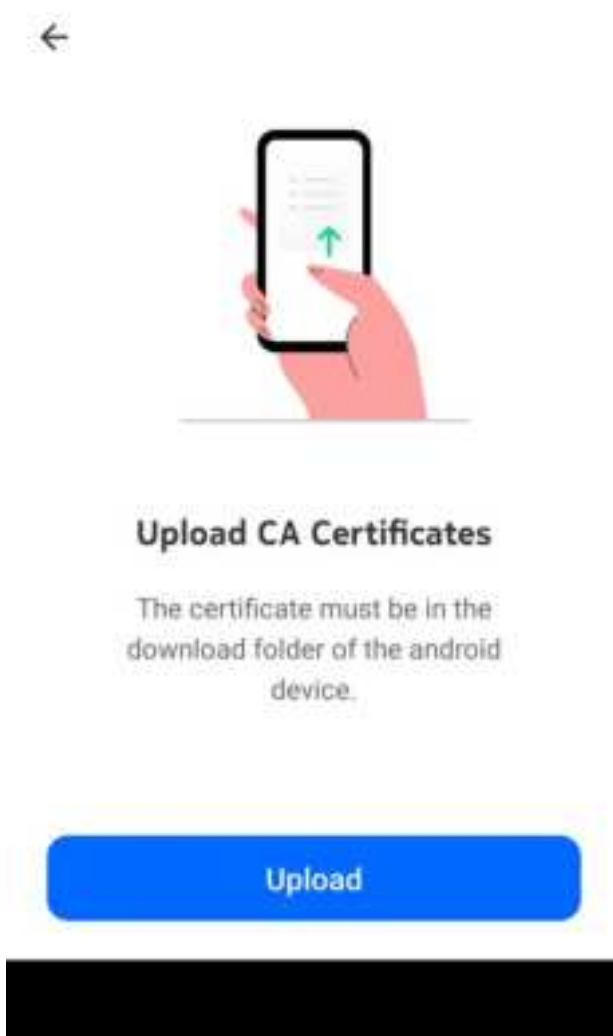 Upload CA Certificates
The certificate must be in the
download folder of the android
device.
Upload